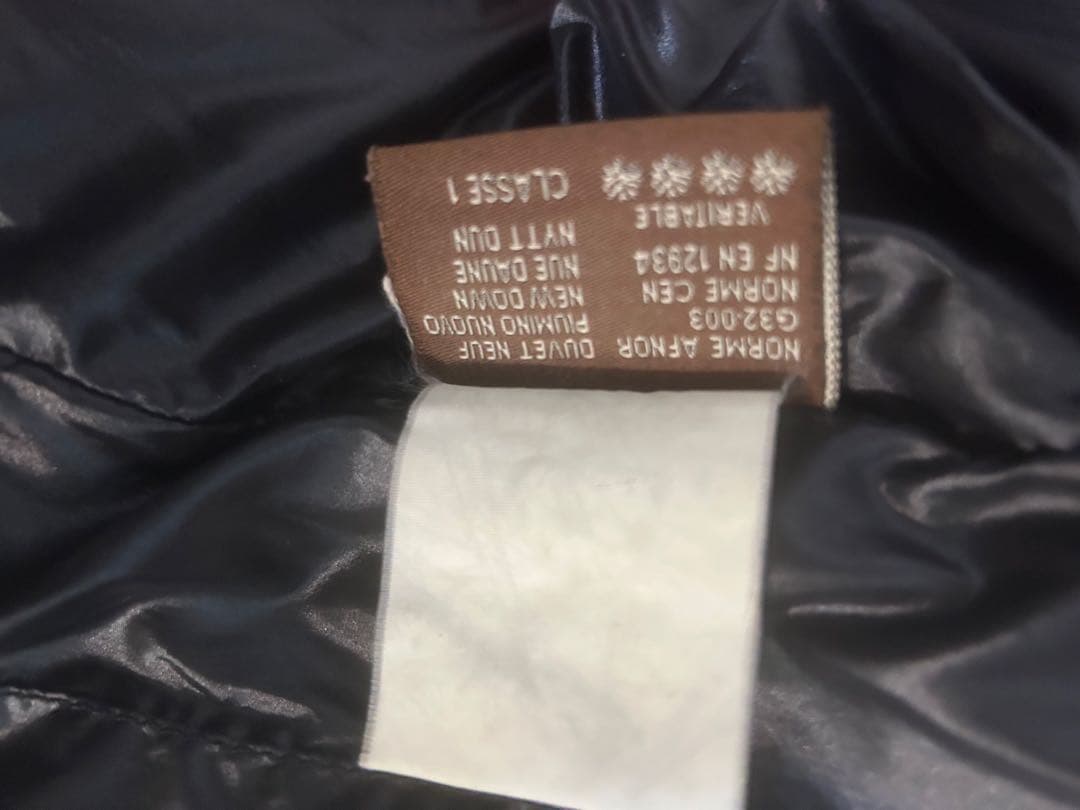 NORME AFNOR DUVET NEUF
G32-003 PIUMINO NUOVO
NORME CEN NEW DOWN
NF EN 12934 NUE DAUNE
VERITABLE NYTT DUN
CLASSE 1